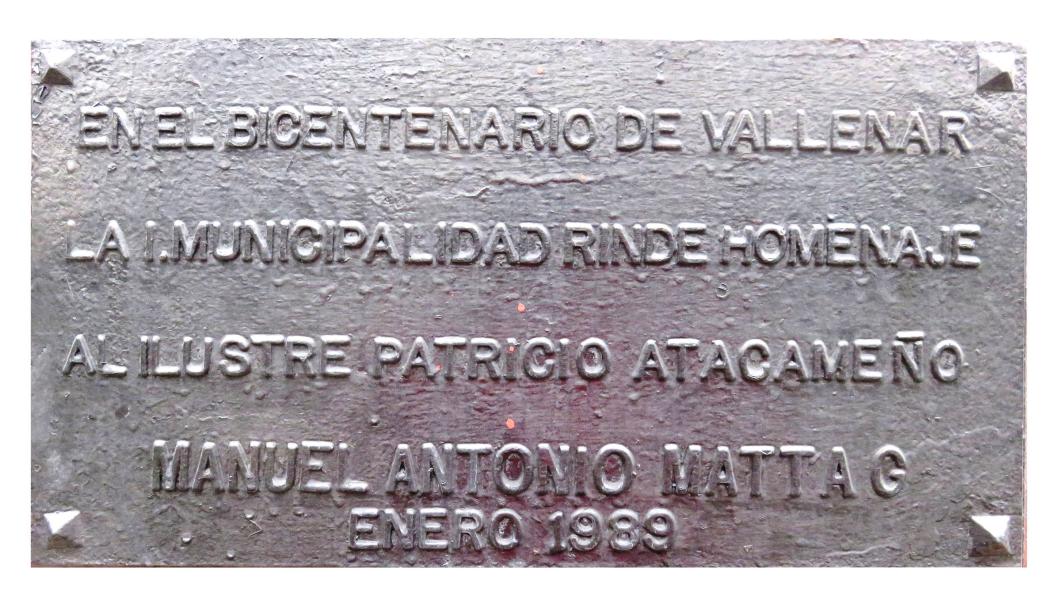 EN EL BICENTENARIO DE VALLENAR
LA I. MUNICIPALIDAD RINDE HOMENAJE
AL ILUSTRE PATRICIO ATACAMEÑO
MANUEL ANTONIO MATTA G
ENERO 1989